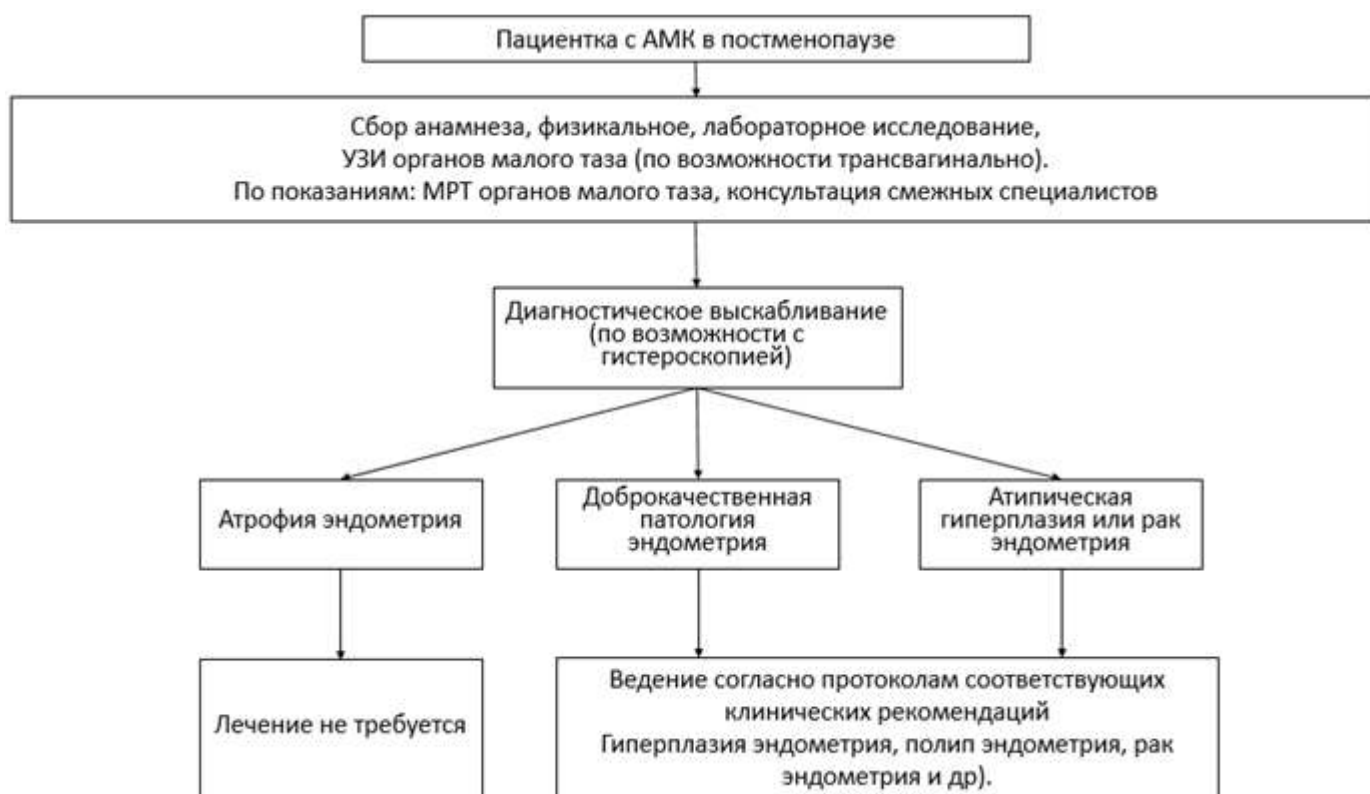 Пациентка с АМК в постменопаузе
Сбор анамнеза, физикальное, лабораторное исследование,
УЗИ органов малого таза (по возможности трансвагинально).
По показаниям: МРТ органов малого таза, консультация смежных специалистов
Диагностическое выскабливание
(по возможности с
гистероскопией)
Атрофия эндометрия
Доброкачественная
патология
эндометрия
Атипическая
гиперплазия или рак
эндометрия
Лечение не требуется
Ведение согласно протоколам соответствующих
клинических рекомендаций
Гиперплазия эндометрия, полип эндометрия, рак
эндометрия и др).